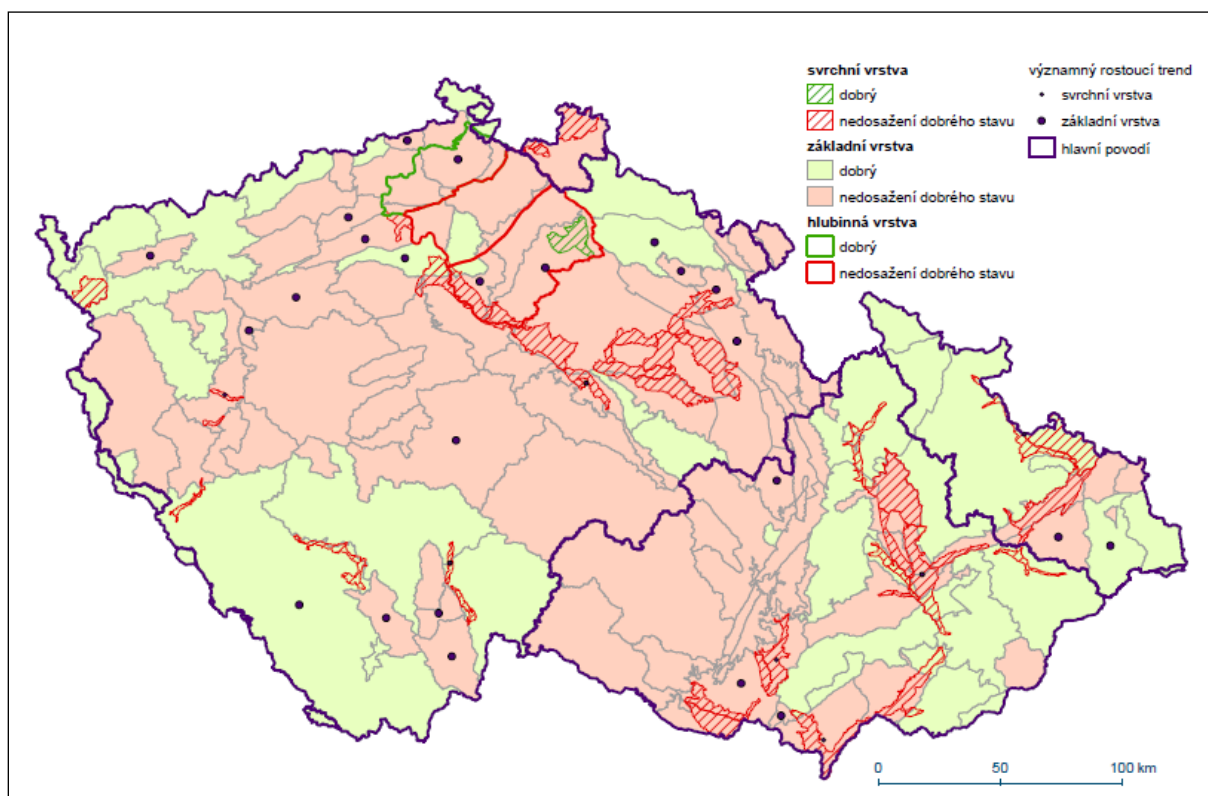 svrchní vrstva
dobrý
nedosažení dobrého stavu
základní vrstva
dobrý
nedosažení dobrého stavu
hlubinná vrstva
dobrý
nedosažení dobrého stavu
významný rostoucí trend
svrchní vrstva
základní vrstva
hlavní povodí
0 50 100 km